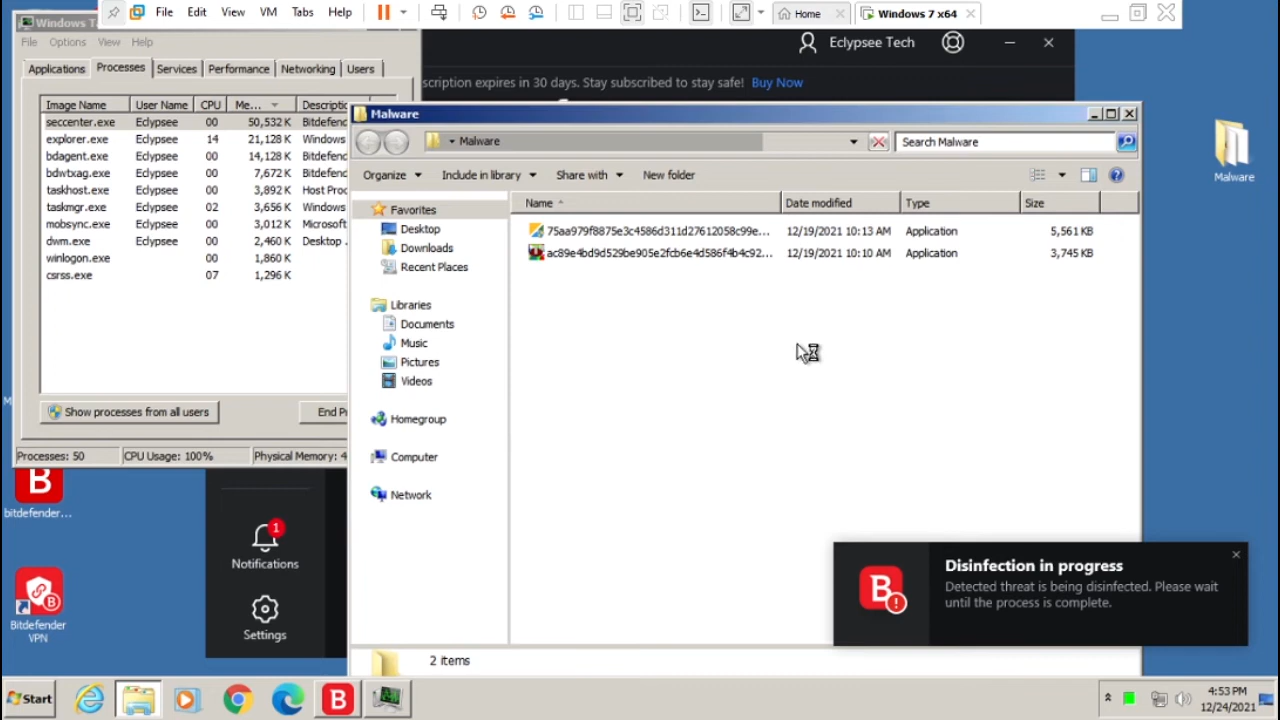 File Edit View VM Tabs Help
Home
Windows 7 x64
File Options View Help
Applications Processes Services Performance Networking Users
Image Name User Name CPU Me...
seccenter.exe Eclypsee 00 50,532 K
explorer.exe Eclypsee 14 21,128 K Windows
bdagent.exe Eclypsee 00 14,128 K
bdwtxag.exe Eclypsee 00 7,672 K
taskhost.exe Eclypsee 00 3,892 K Host
taskmgr.exe Eclypsee 02 3,656 K Windows
mobsync.exe Eclypsee 00 3,012 K Microsoft
dwm.exe Eclypsee 00 2,460 K Desktop
winlogon.exe 00 1,860 K
csrss.exe 07 1,296 K
Show processes from all users
End
Processes: 50 CPU Usage: 100% Physical Memory: 4
Eclypsee Tech
expires in 30 days. Stay subscribed to stay safe! Buy Now
Malware
Malware
Search Malware
Organize Include in library Share with New folder
Name Date modified Type Size
75aa979f8875e3c4586d311d27612058c99e... 12/19/2021 10:13 AM Application 5,561 KB
ac89e4bd9d529be905e2fcb6e4d586f4b4c92... 12/19/2021 10:10 AM Application 3,745 KB
Favorites
Desktop
Downloads
Recent Places
Libraries
Documents
Music
Pictures
Videos
Homegroup
Computer
Network
2 items
Malware
B
bitdefender...
B
Bitdefender
VPN
1
Notifications
Settings
B
Disinfection in progress
Detected threat is being disinfected. Please wait
until the process is complete.
Start
B
4:53 PM
12/24/2021